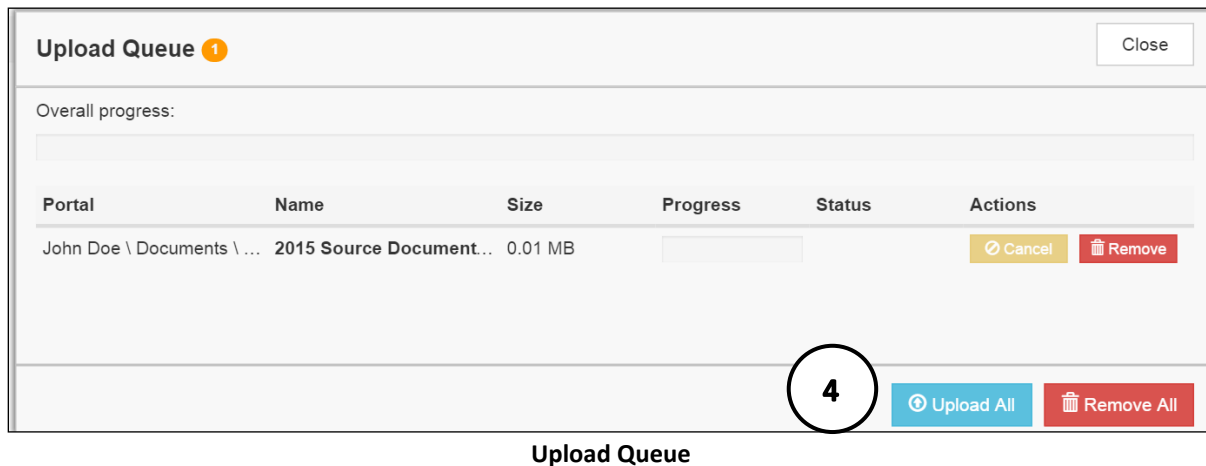 Upload Queue 1
Close
Overall progress:
Portal Name Size Progress Status Actions
John Doe \ Documents \ ... 2015 Source Document... 0.01 MB Cancel Remove
4 Upload All Remove All
Upload Queue